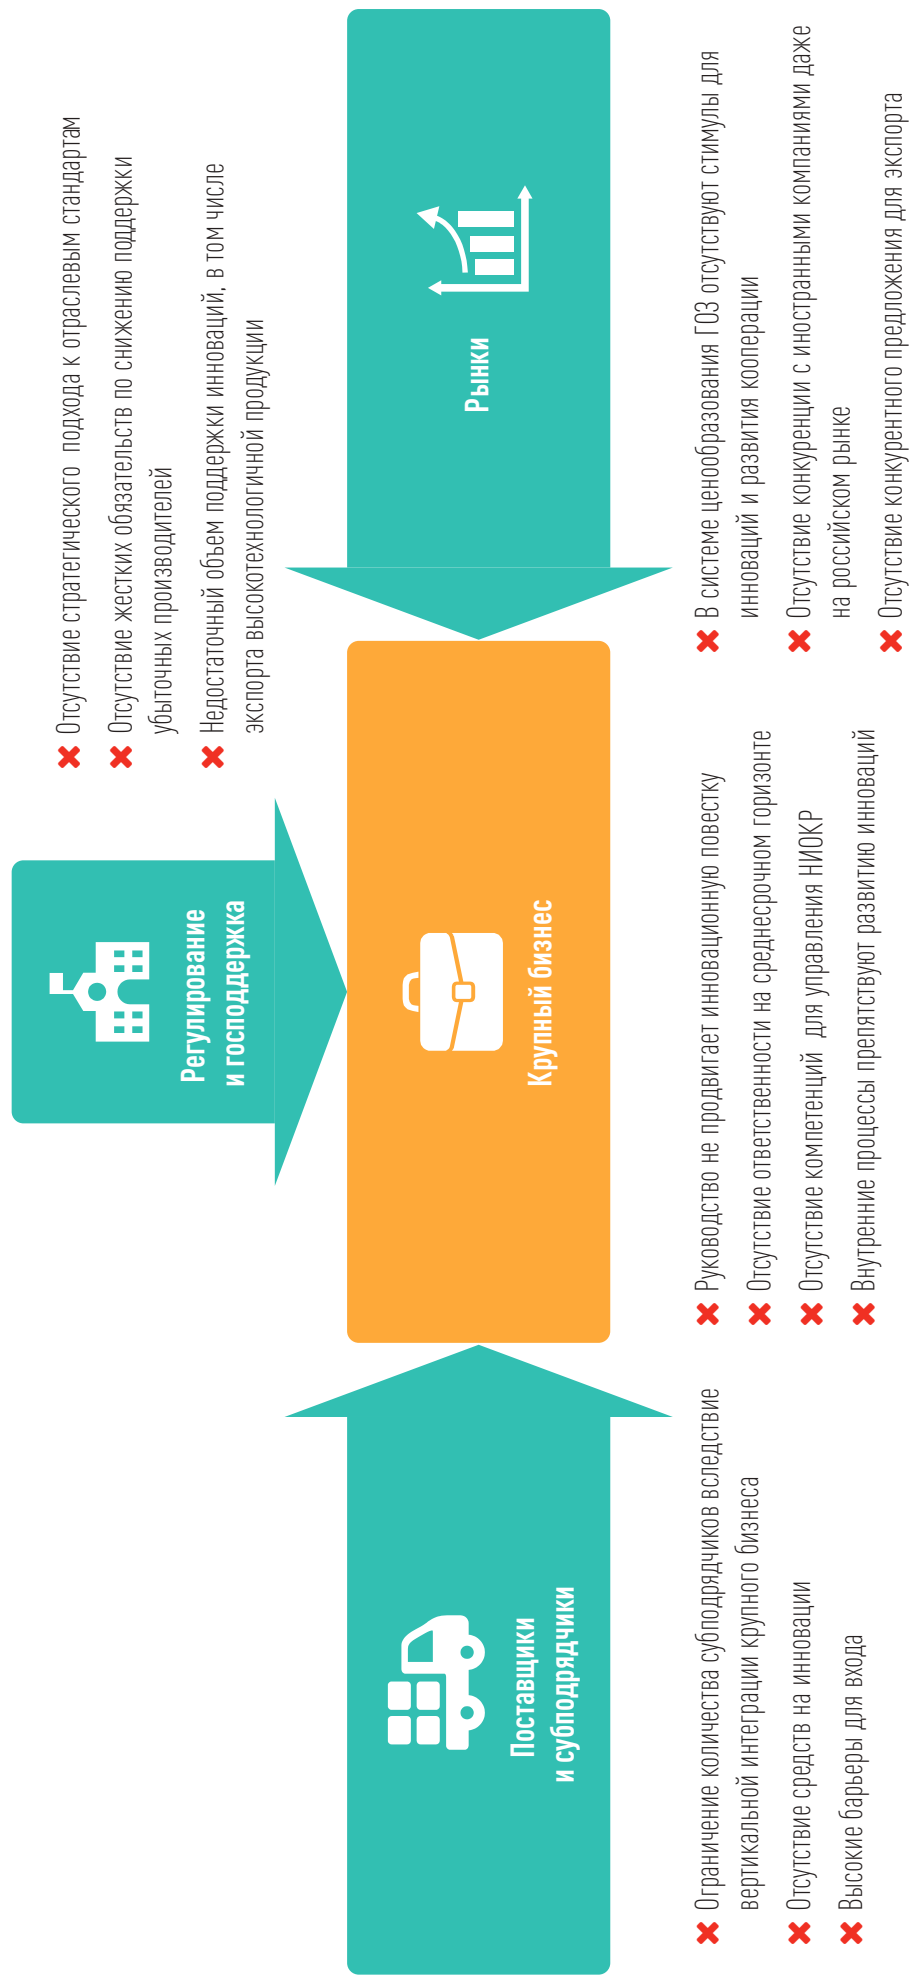 Регулирование
и господдержка
✖ Отсутствие стратегического подхода к отраслевым стандартам
✖ Отсутствие жестких обязательств по снижению поддержки
убыточных производителей
✖ Недостаточный объем поддержки инноваций, в том числе
экспорта высокотехнологичной продукции
Поставщики
и субподрядчики
Крупный бизнес
Рынки
✖ Ограничение количества субподрядчиков вследствие
вертикальной интеграции крупного бизнеса
✖ Отсутствие средств на инновации
✖ Высокие барьеры для входа
✖ Руководство не продвигает инновационную повестку
✖ Отсутствие ответственности на среднесрочном горизонте
✖ Отсутствие компетенций для управления НИОКР
✖ Внутренние процессы препятствуют развитию инноваций
✖ В системе ценообразования ГОЗ отсутствуют стимулы для
инноваций и развития кооперации
✖ Отсутствие конкуренции с иностранными компаниями даже
на российском рынке
✖ Отсутствие конкурентного предложения для экспорта